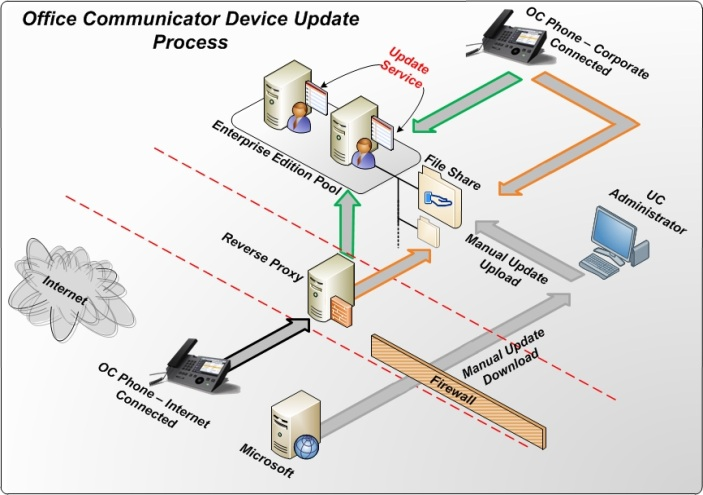 Office Communicator Device Update
Process
OC Phone – Corporate
Connected
Update
Service
Enterprise Edition Pool
File Share
UC
Administrator
Reverse Proxy
Manual Update
Upload
Internet
Manual Update
Download
Firewall
OC Phone – Internet
Connected
Microsoft